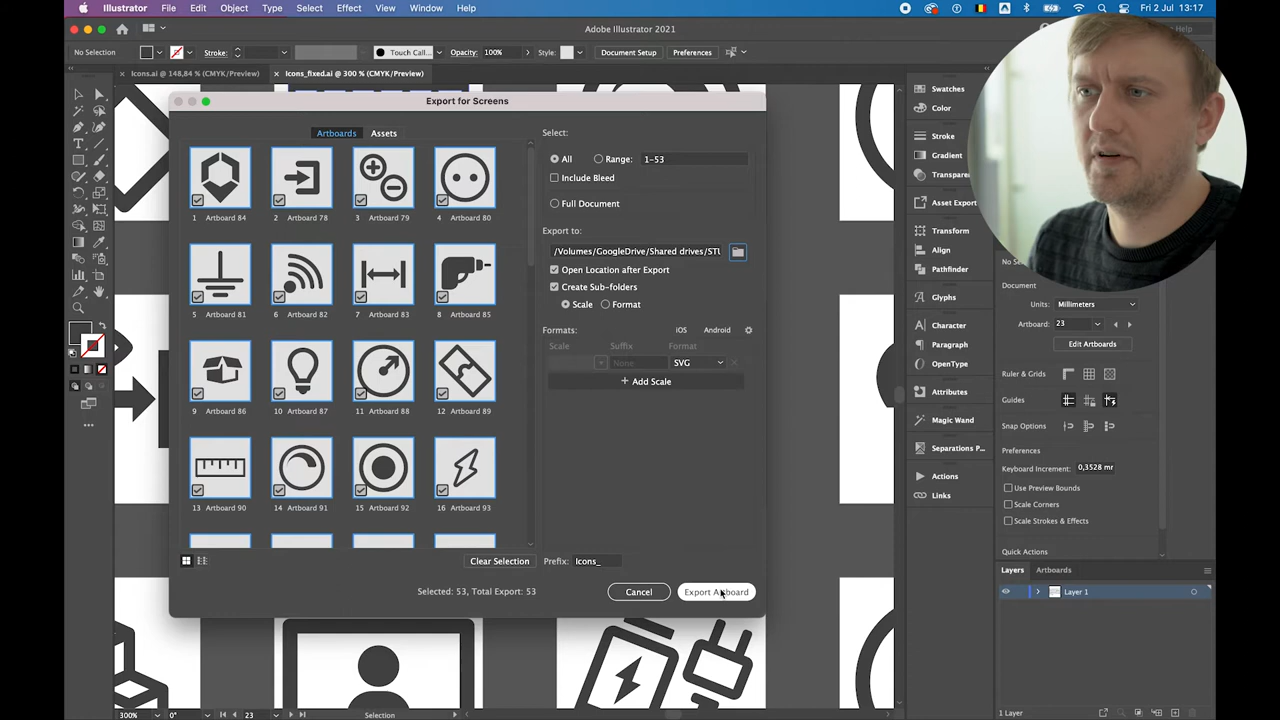 Illustrator File Edit Object Type Select Effect View Window Help
Fri 2 Jul 13:17
Adobe Illustrator 2021
Help
No Selection
Stroke:
Touch Call...
Opacity: 100%
Style:
Document Setup
Preferences
Icons.ai @ 148,84 % (CMYK/Preview)
Icons_fixed.ai @ 300 % (CMYK/Preview)
Export for Screens
Artboards
Assets
1 Artboard 84
2 Artboard 78
3 Artboard 79
4 Artboard 80
5 Artboard 81
6 Artboard 82
7 Artboard 83
8 Artboard 85
9 Artboard 86
10 Artboard 87
11 Artboard 88
12 Artboard 89
13 Artboard 90
14 Artboard 91
15 Artboard 92
16 Artboard 93
Clear Selection
Prefix: Icons_
Selected: 53, Total Export: 53
Cancel
Export Artboard
Select:
All
Range: 1-53
Include Bleed
Full Document
Export to:
/Volumes/GoogleDrive/Shared drives/STU
Open Location after Export
Create Sub-folders
Scale
Format
Formats:
iOS
Android
Scale
Suffix
Format
None
SVG
+ Add Scale
Swatches
Color
Stroke
Gradient
Transpare
Asset Export
Transform
Align
Pathfinder
Glyphs
Character
Paragraph
OpenType
Attributes
Magic Wand
Separations P...
Actions
Links
No Sele
Document
Units: Millimeters
Artboard: 23
Edit Artboards
Ruler & Grids
Guides
Snap Options
Preferences
Keyboard Increment: 0,3528 mr
Use Preview Bounds
Scale Corners
Scale Strokes & Effects
Quick Actions
Layers
Artboards
Layer 1
1 Layer
300%
0°
23
Selection